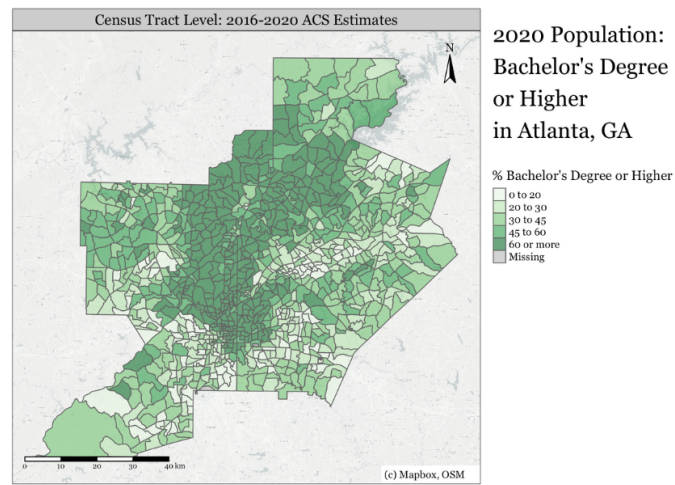 Census Tract Level: 2016-2020 ACS Estimates
N
2020 Population:
Bachelor's Degree
or Higher
in Atlanta, GA
% Bachelor's Degree or Higher
0 to 20
20 to 30
30 to 45
45 to 60
60 or more
Missing
0 10 20 30 40 km
(c) Mapbox, OSM